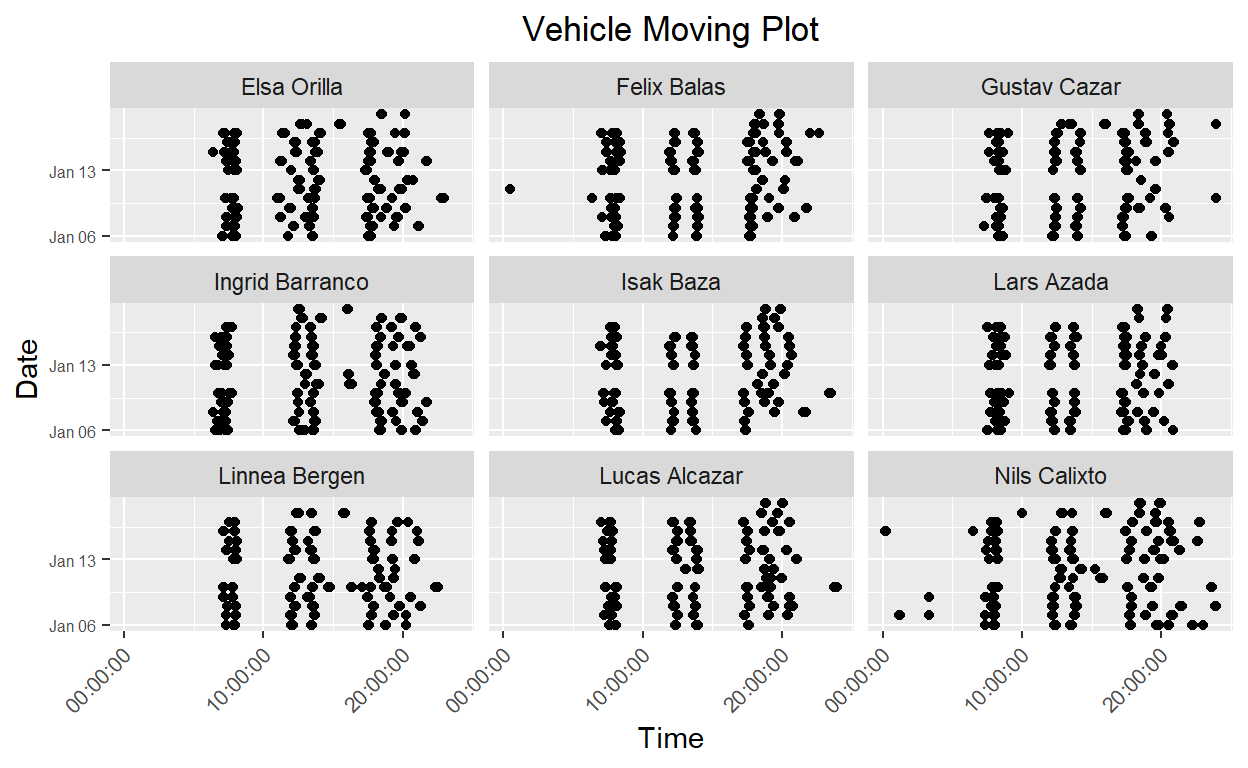 Vehicle Moving Plot
Elsa Orilla
Felix Balas
Gustav Cazar
Jan 13
Jan 06
Ingrid Barranco
Isak Baza
Lars Azada
Jan 13
Jan 06
Linnea Bergen
Lucas Alcazar
Nils Calixto
Jan 13
Jan 06
Date
00:00:00
10:00:00
20:00:00
00:00:00
10:00:00
20:00:00
00:00:00
10:00:00
20:00:00
Time